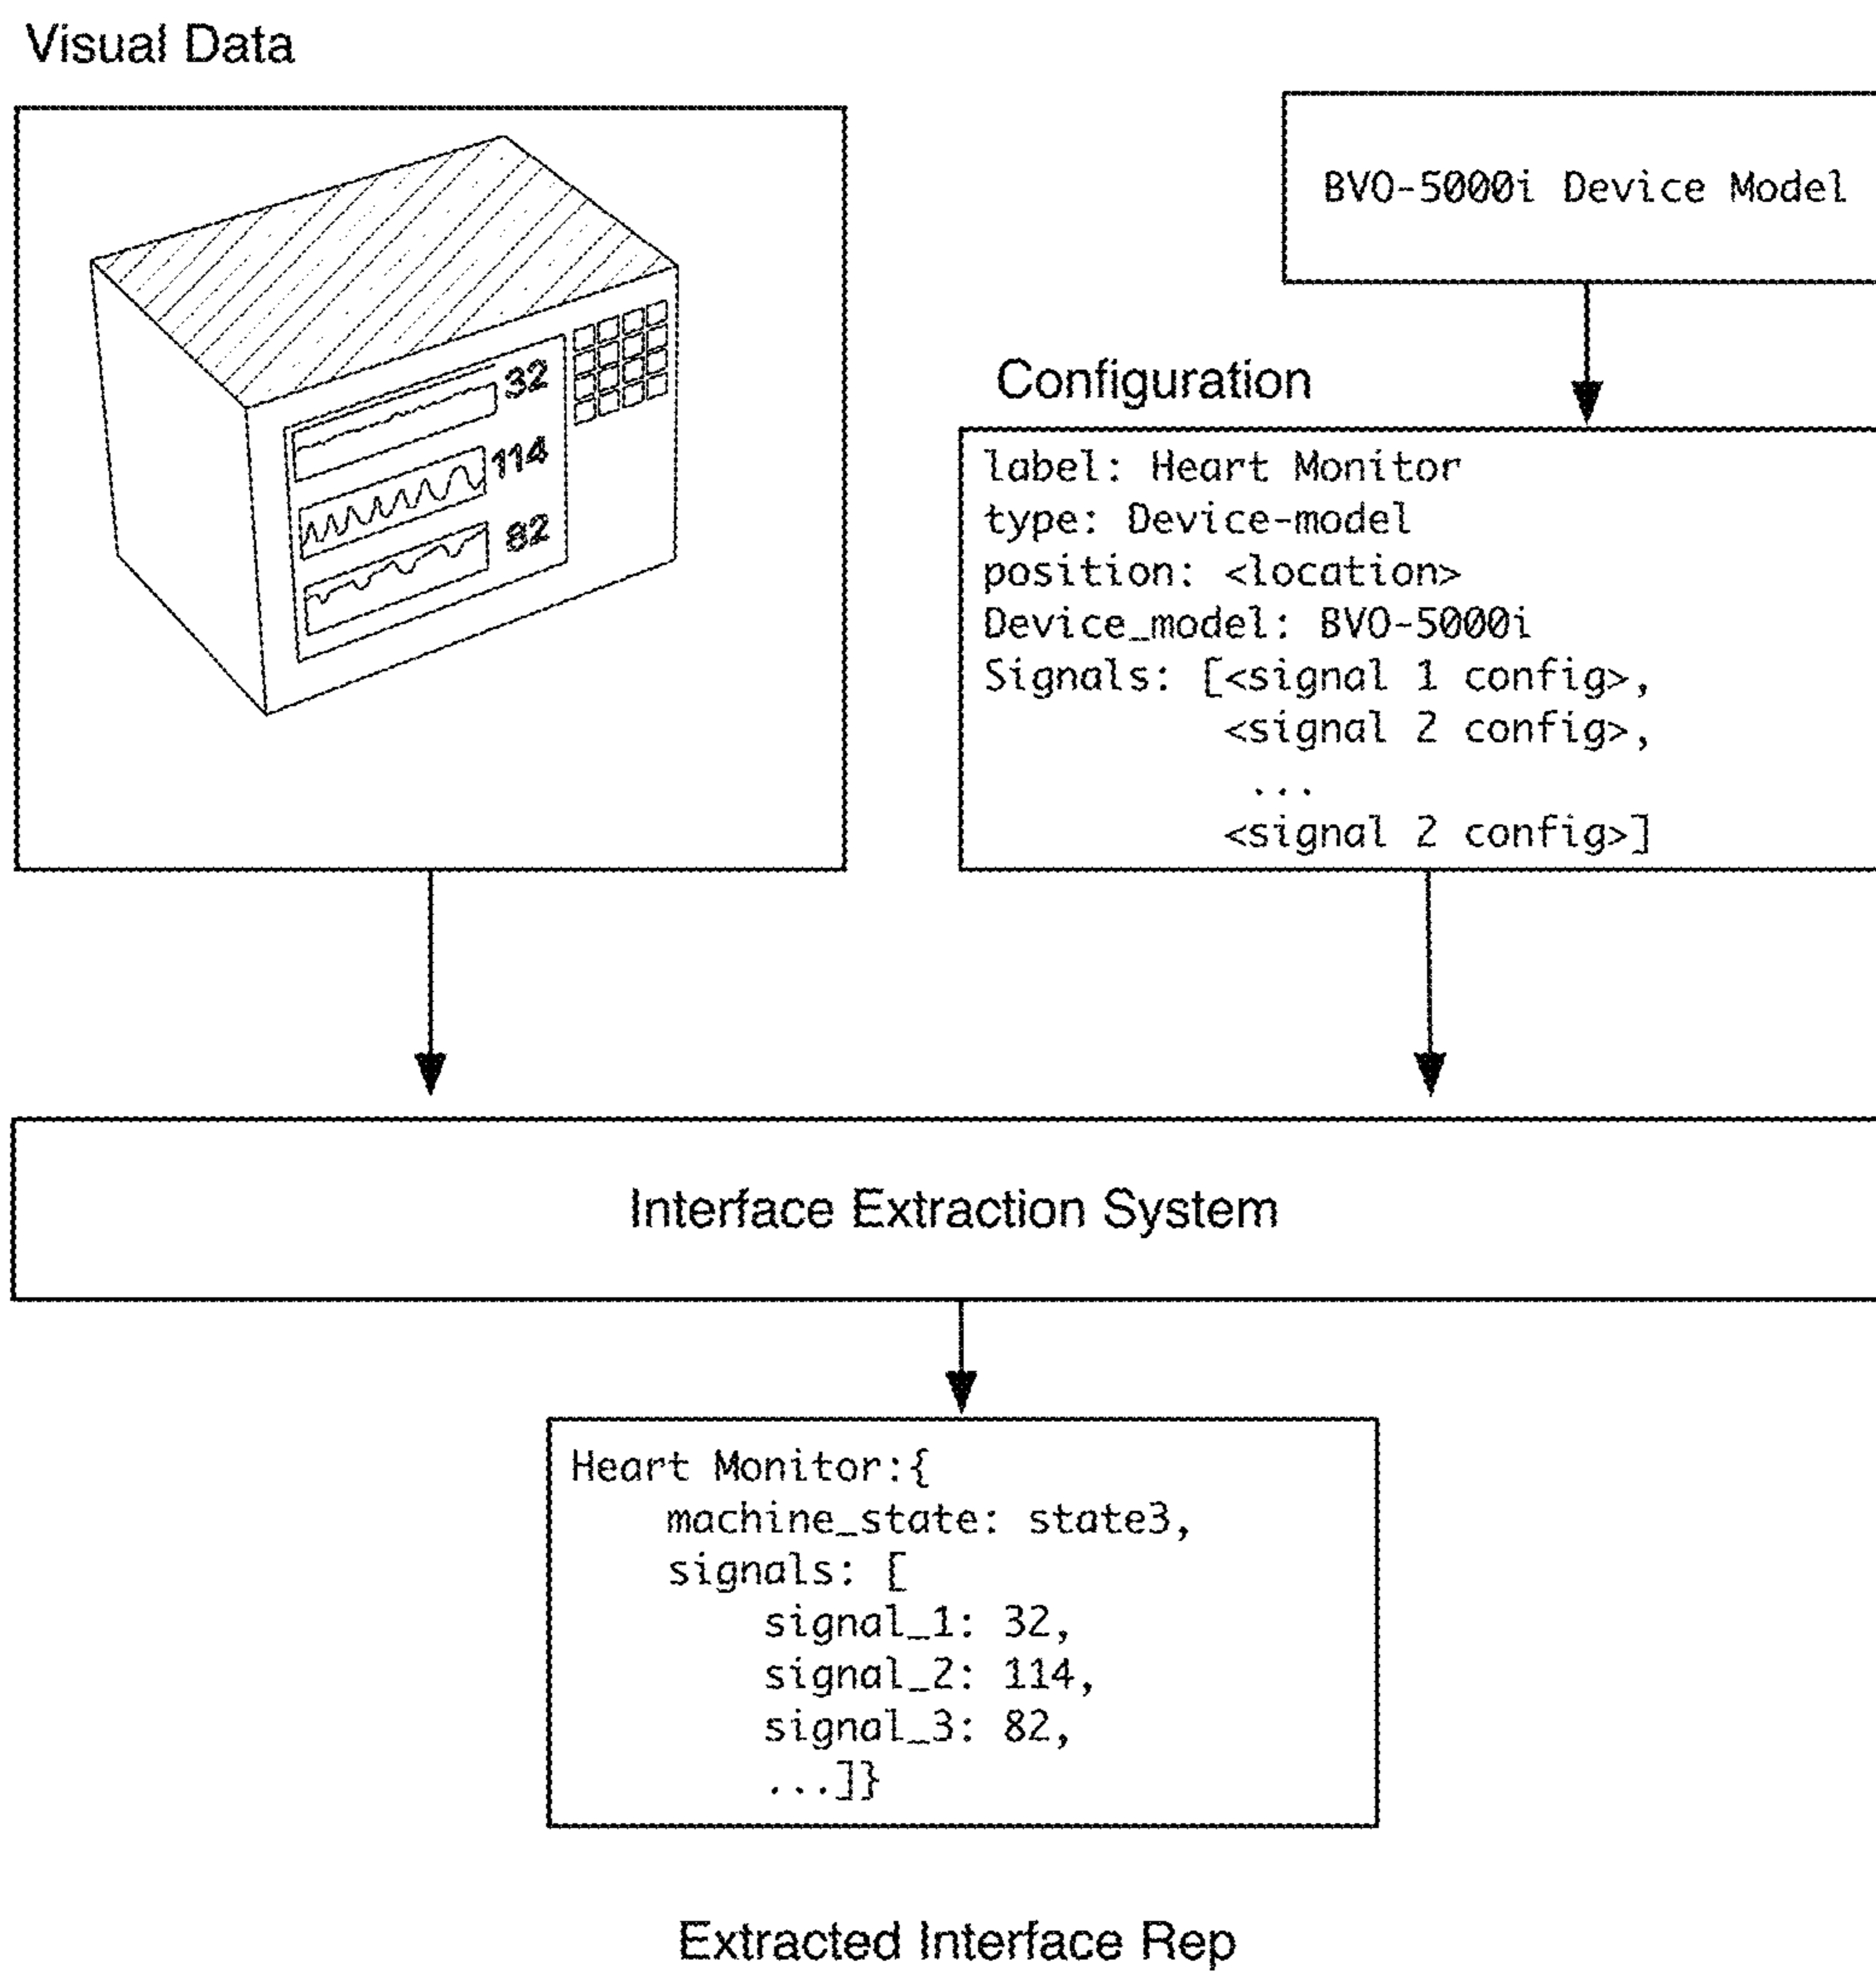 Visual Data
32
114
82
BVO-5000i Device Model
Configuration
label: Heart Monitor
type: Device-model
position: <location>
Device_model: BVO-5000i
Signals: [<signal 1 config>,
<signal 2 config>,
...
<signal 2 config>]
Interface Extraction System
Heart Monitor:{
machine_state: state3,
signals: [
signal_1: 32,
signal_2: 114,
signal_3: 82,
...]}
Extracted Interface Rep